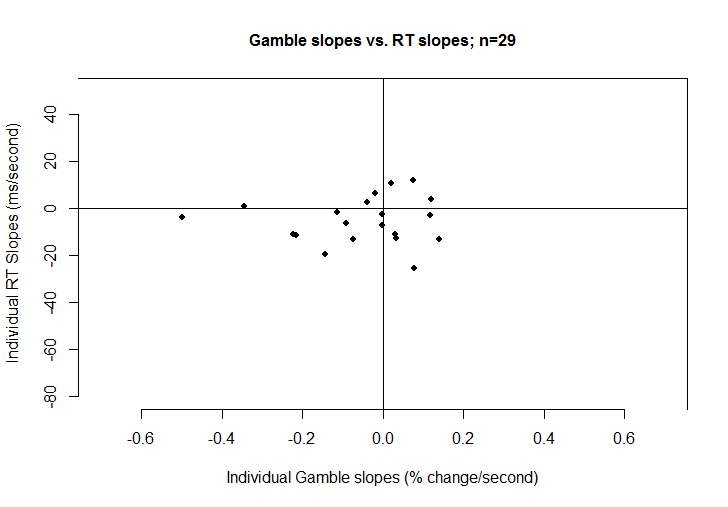 Gamble slopes vs. RT slopes; n=29
Individual RT Slopes (ms/second)
40
20
0
-20
-40
-60
-80
-0.6 -0.4 -0.2 0.0 0.2 0.4 0.6
Individual Gamble slopes (% change/second)